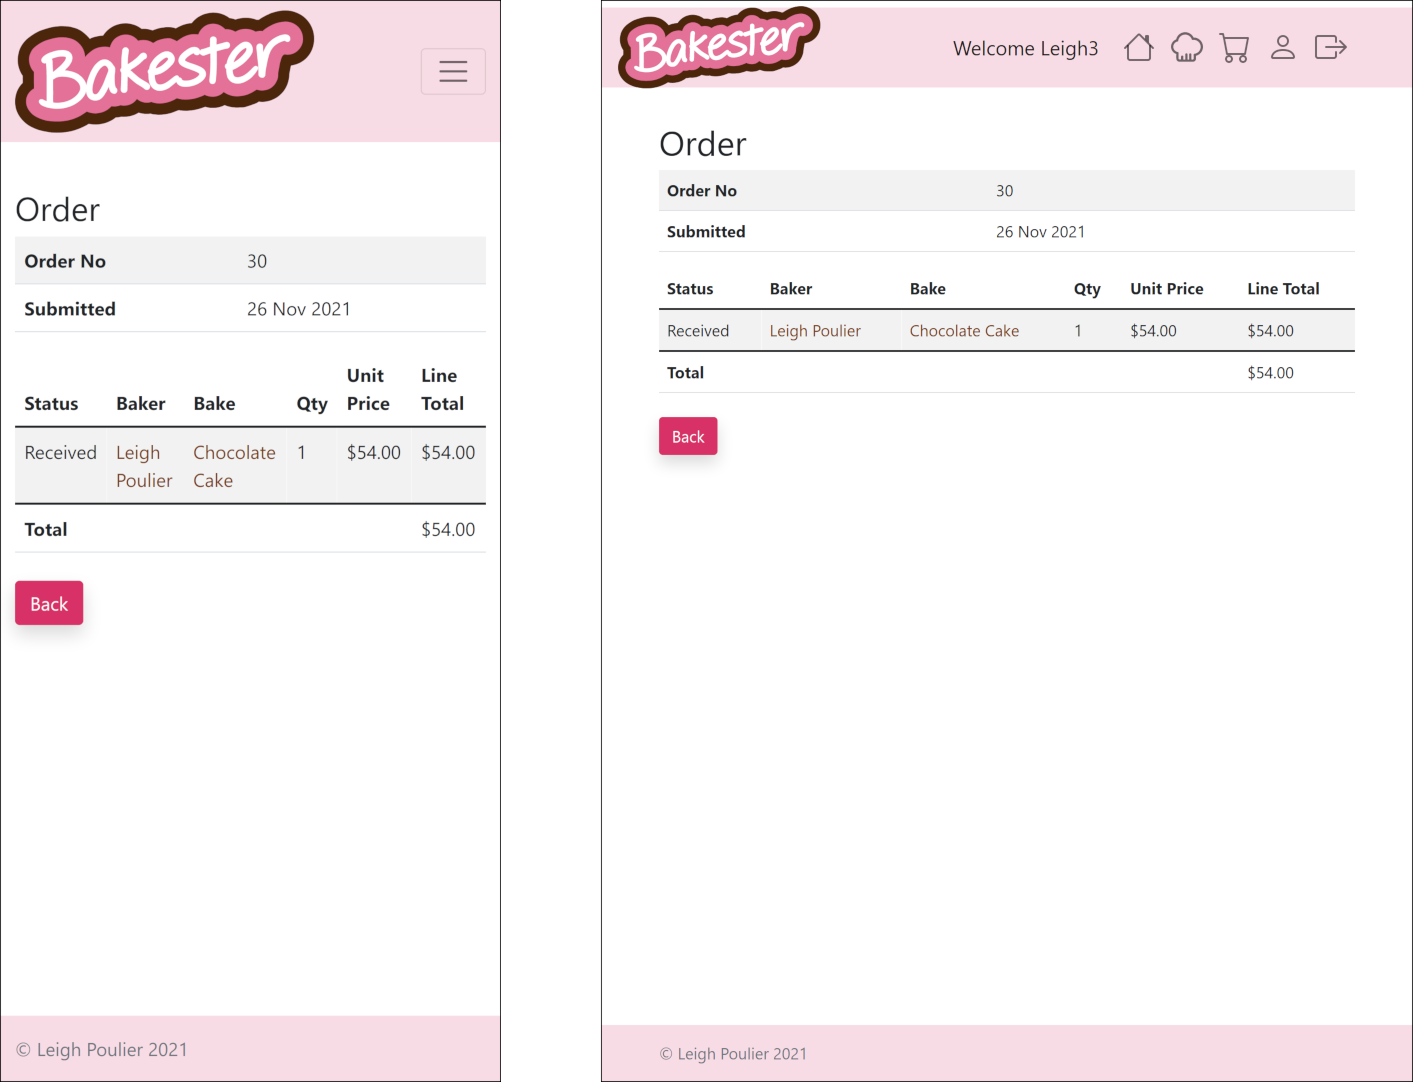 Bakester
Order
Order No 30
Submitted 26 Nov 2021
Status Baker Bake Qty Unit Price Line Total
Received Leigh Poulier Chocolate Cake 1 $54.00 $54.00
Total $54.00
Back
© Leigh Poulier 2021
Bakester
Welcome Leigh3
Order
Order No 30
Submitted 26 Nov 2021
Status Baker Bake Qty Unit Price Line Total
Received Leigh Poulier Chocolate Cake 1 $54.00 $54.00
Total $54.00
Back
© Leigh Poulier 2021